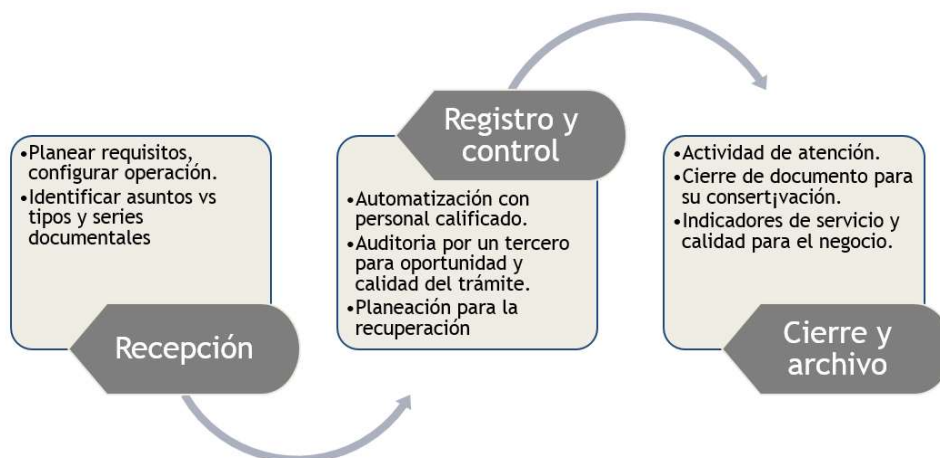 •Planear requisitos,
configurar operación.
•Identificar asuntos vs
tipos y series
documentales
Recepción
Registro y
control
•Automatización con
personal calificado.
•Auditoria por un tercero
para oportunidad y
calidad del trámite.
•Planeación para la
recuperación
•Actividad de atención.
•Cierre de documento para
su consert¡vación.
•Indicadores de servicio y
calidad para el negocio.
Cierre y
archivo